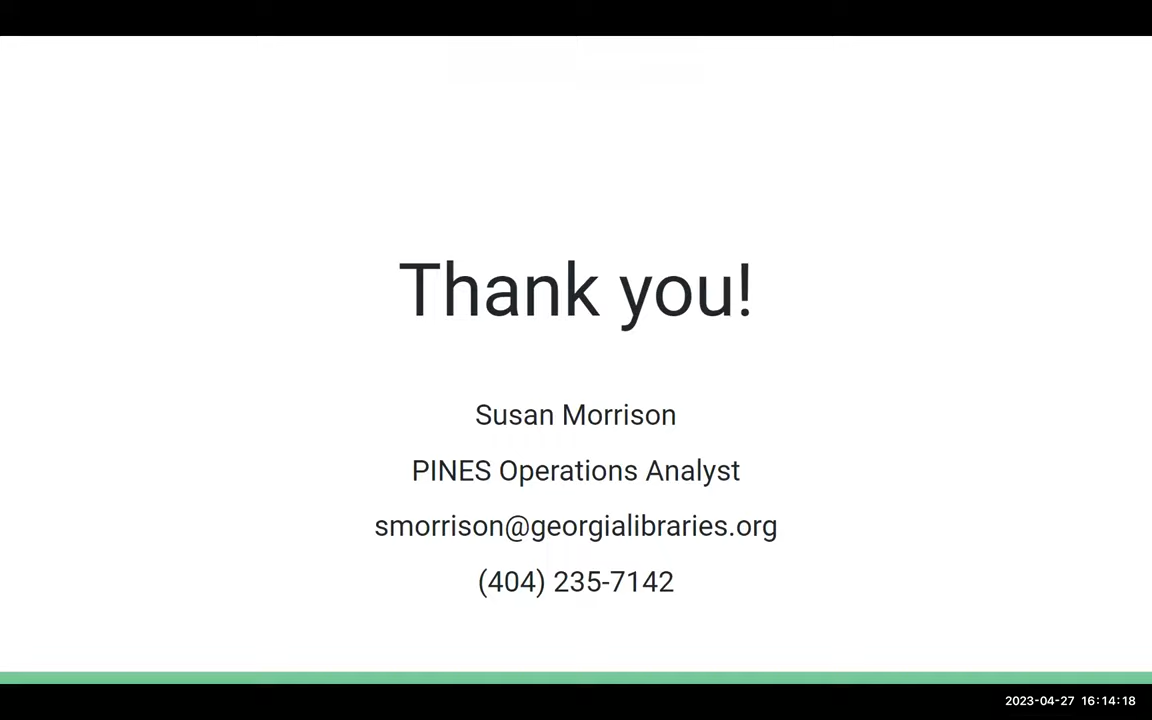 Thank you!
Susan Morrison
PINES Operations Analyst
smorrison@georgialibraries.org
(404) 235-7142
2023-04-27 16:14:18